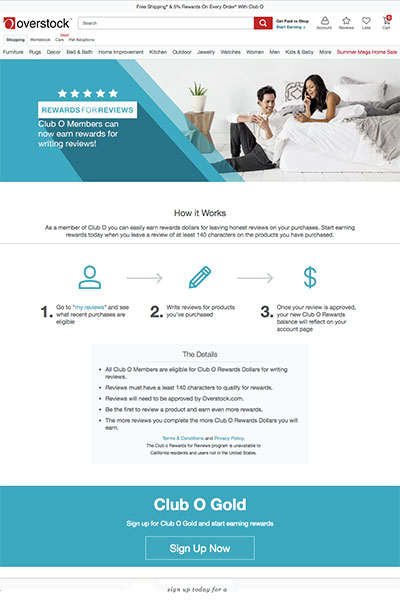 Free Shipping* & 5% Rewards On Every Order* With Club O
overstock™
Search
Get Paid to Shop
Start Earning >
Account
Reviews
Lists
0
Cart
Shopping
Worldstock
New!
Cars
Pet Adoptions
Furniture Rugs Decor Bed & Bath Home Improvement Kitchen Outdoor Jewelry Watches Women Men Kids & Baby More Summer Mega Home Sale
REWARDSFORREVIEWS
Club O Members can
now earn rewards for
writing reviews!
How it Works
As a member of Club O you can easily earn rewards dollars for leaving honest reviews on your purchases. Start earning
rewards today when you leave a review of at least 140 characters on the products you have purchased.
$
1. Go to "my reviews" and see
what recent purchases are
eligible
2. Write reviews for products
you've purchased
3. Once your review is approved,
your new Club O Rewards
balance will reflect on your
account page
The Details
• All Club O Members are eligible for Club O Rewards Dollars for writing
reviews.
• Reviews must have a least 140 characters to qualify for rewards.
• Reviews will need to be approved by Overstock.com.
• Be the first to review a product and earn even more rewards.
• The more reviews you complete the more Club O Rewards Dollars you will
earn.
Terms & Conditions and Privacy Policy.
The Club o Rewards for Reviews program is unavailable to
California residents and users not in the United States.
Club O Gold
Sign up for Club O Gold and start earning rewards
Sign Up Now
sign up today for a